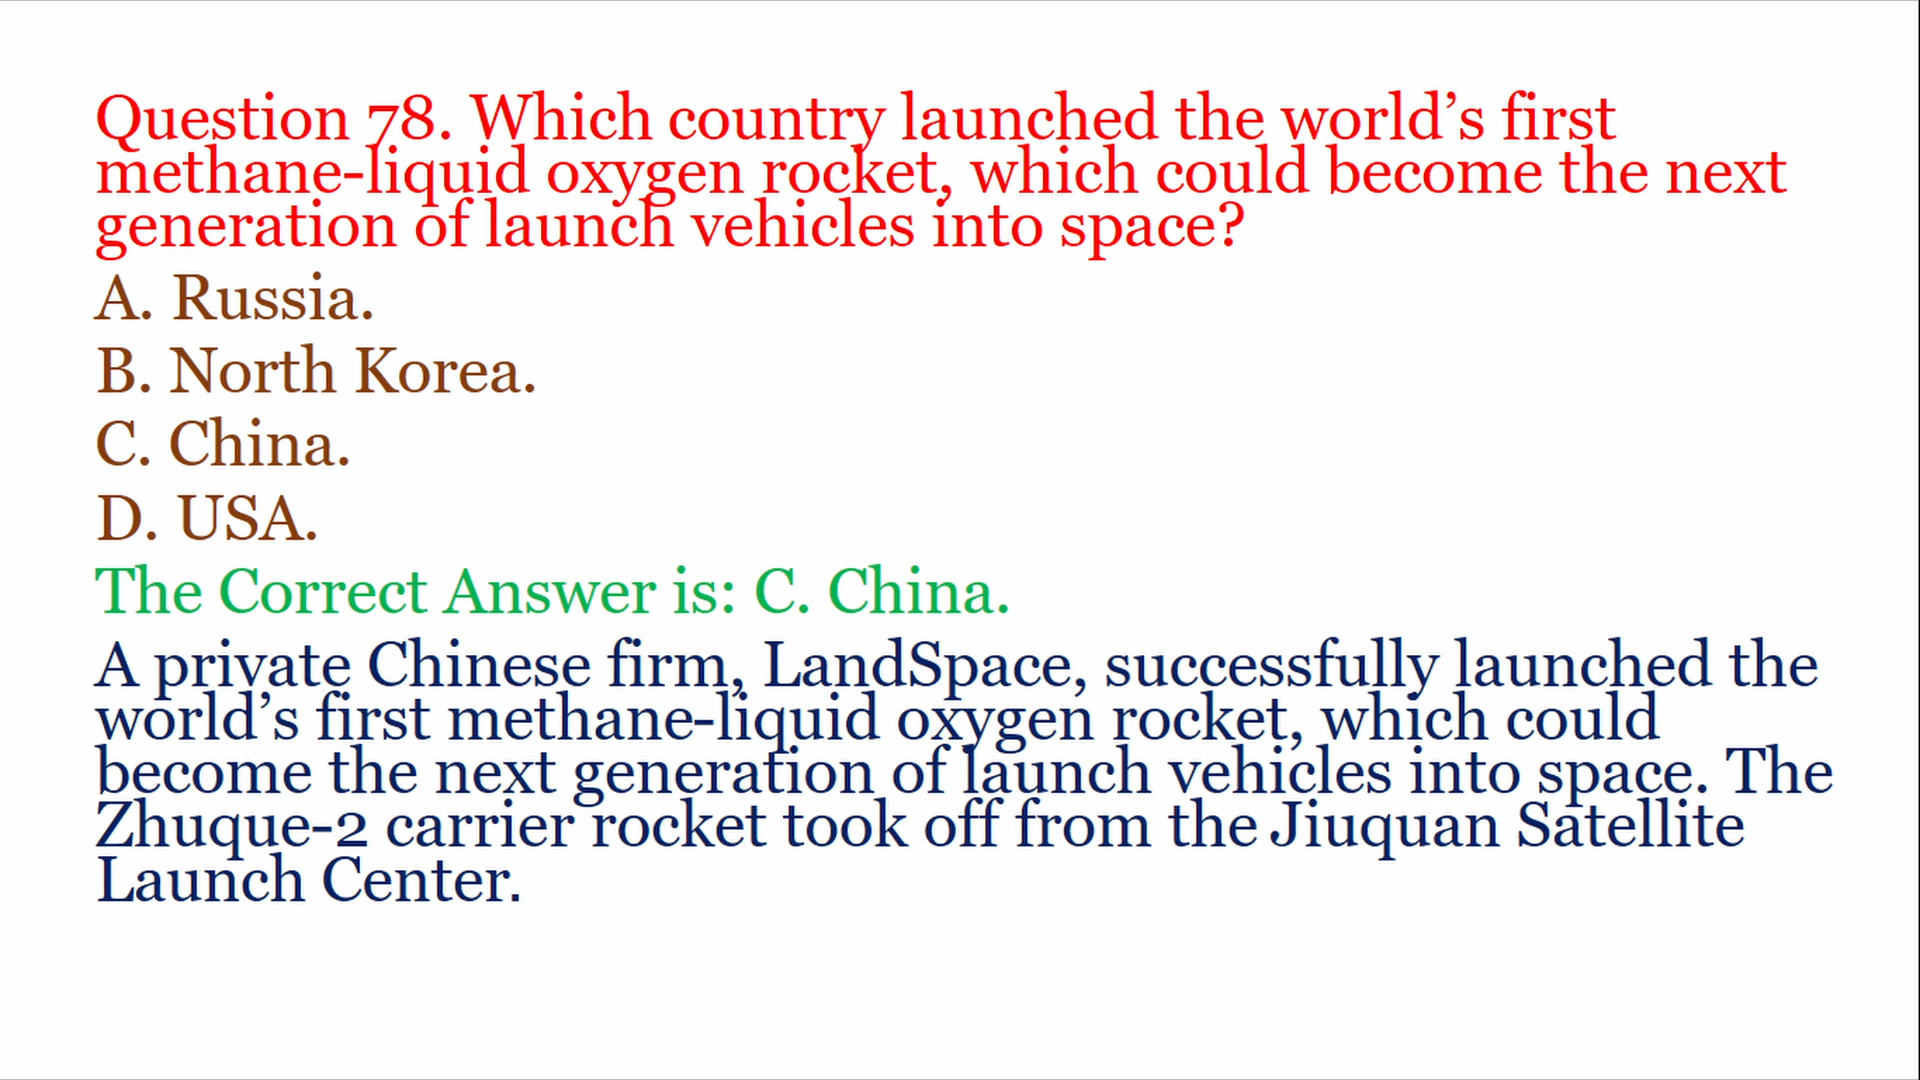 Question 78. Which country launched the world’s first
methane-liquid oxygen rocket, which could become the next
generation of launch vehicles into space?
A. Russia.
B. North Korea.
C. China.
D. USA.
The Correct Answer is: C. China.
A private Chinese firm, LandSpace, successfully launched the
world’s first methane-liquid oxygen rocket, which could
become the next generation of launch vehicles into space. The
Zhuque-2 carrier rocket took off from the Jiuquan Satellite
Launch Center.